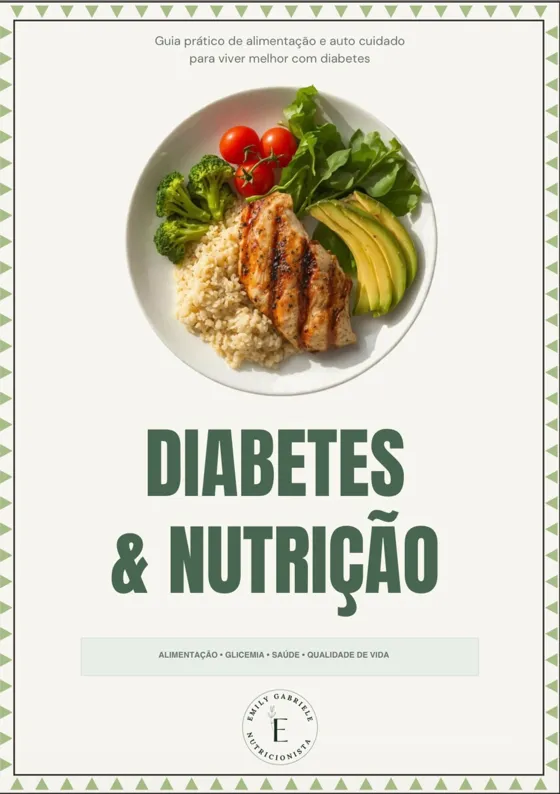 Guia prático de alimentação e auto cuidado
para viver melhor com diabetes
DIABETES
& NUTRIÇÃO
ALIMENTAÇÃO • GLICEMIA • SAÚDE • QUALIDADE DE VIDA
EMILY GABRIELE
E
NUTRICIONISTA